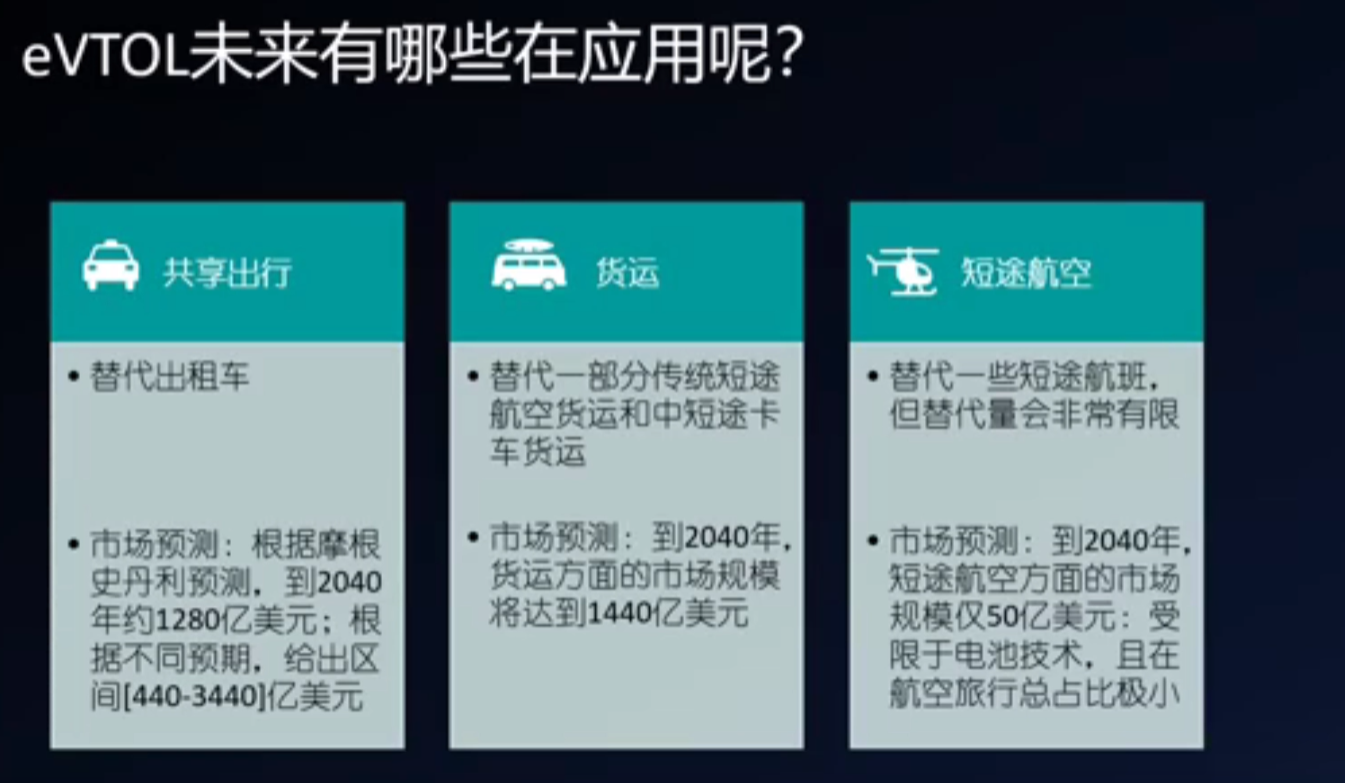 eVTOL未来有哪些在应用呢？
共享出行
• 替代出租车
• 市场预测：根据摩根
史丹利预测，到2040
年约1280亿美元；根
据不同预期，给出区
间[440-3440]亿美元
货运
• 替代一部分传统短途
航空货运和中短途卡
车货运
• 市场预测：到2040年，
货运方面的市场规模
将达到1440亿美元
短途航空
• 替代一些短途航班，
但替代量会非常有限
• 市场预测：到2040年，
短途航空方面的市场
规模仅50亿美元：受
限于电池技术，且在
航空旅行总占比极小